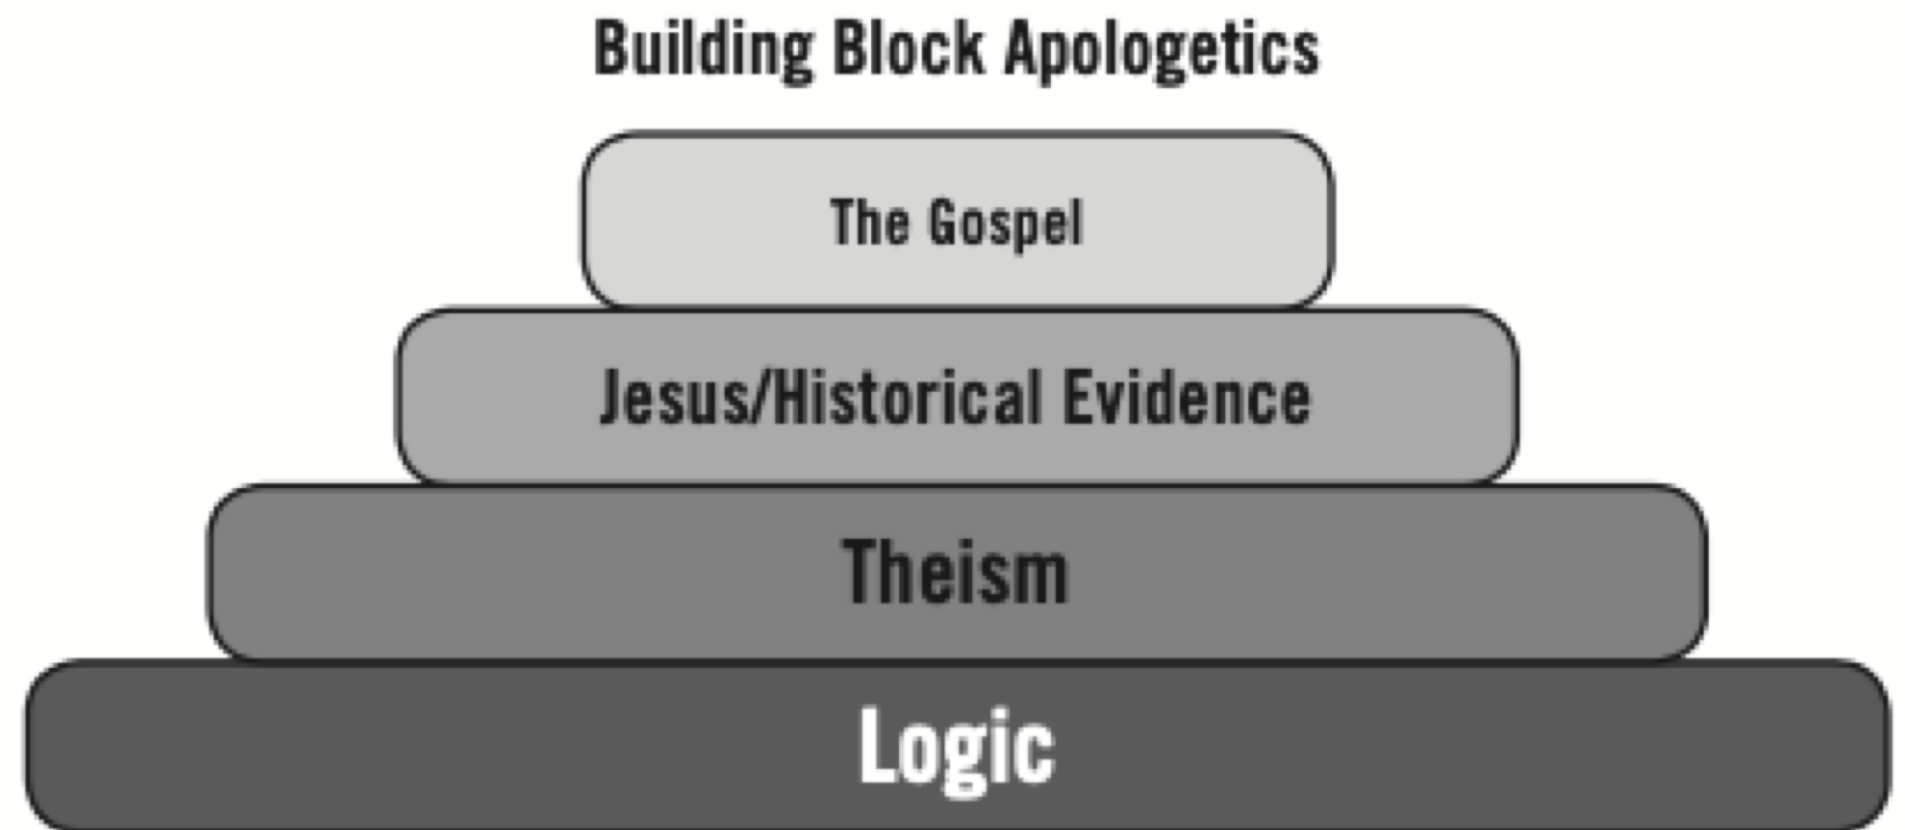 Building Block Apologetics
The Gospel
Jesus/Historical Evidence
Theism
Logic